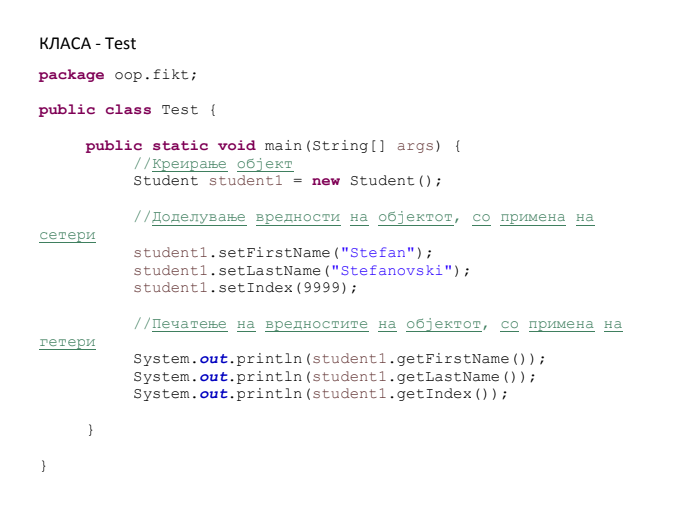 КЛАСА - Test
package oop.fikt;
public class Test {
public static void main(String[] args) {
//Креирање објект
Student student1 = new Student();
//Доделување вредности на објектот, со примена на
сетери
student1.setFirstName("Stefan");
student1.setLastName("Stefanovski");
student1.setIndex(9999);
//Печатење на вредностите на објектот, со примена на
гетери
System.out.println(student1.getFirstName());
System.out.println(student1.getLastName());
System.out.println(student1.getIndex());
}
}